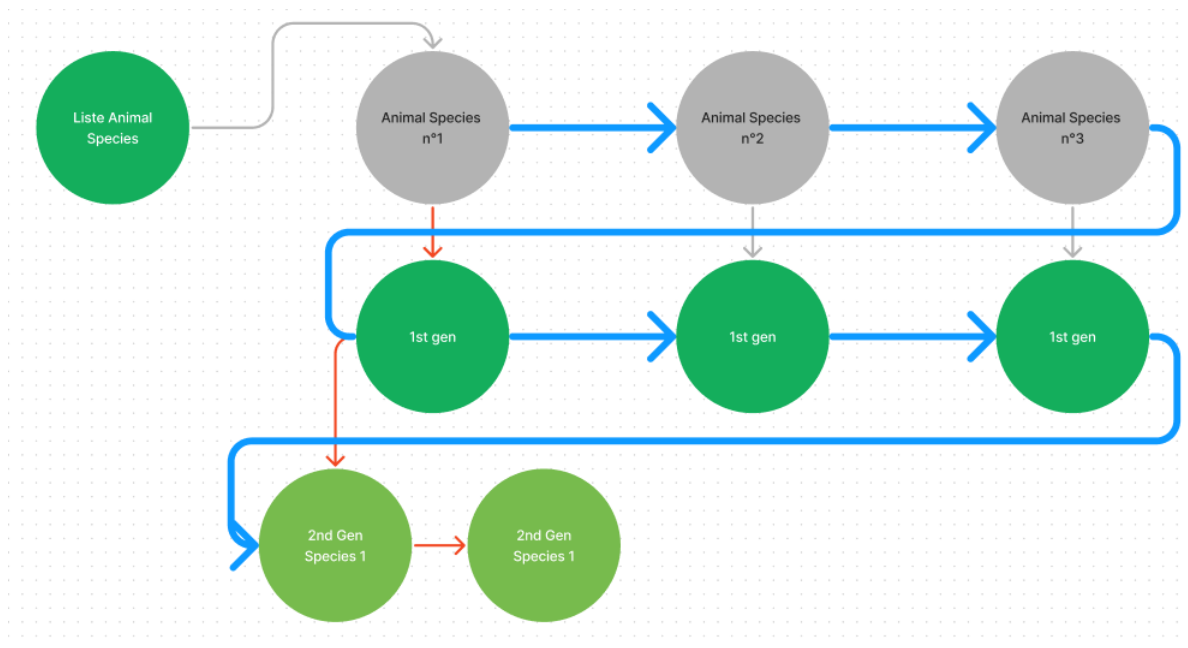 Liste Animal
Species
Animal Species
n°1
Animal Species
n°2
Animal Species
n°3
1st gen
1st gen
1st gen
2nd Gen
Species 1
2nd Gen
Species 1